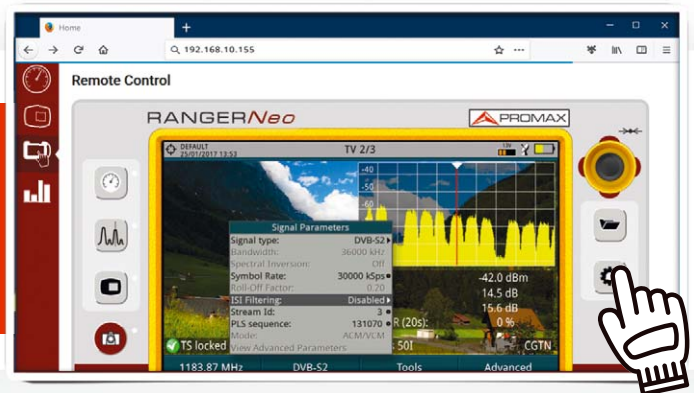 Home
192.168.10.155
Remote Control
RANGERNeo
PROMAX
DEFAULT
25/01/2017 13:53
TV 2/3
13V
-40
-50
-60
Signal Parameters
Signal type: DVB-S2
Bandwidth: 36000 kHz
Spectral Inversion: Off
Symbol Rate: 30000 kSps
Roll-Off Factor: 0.20
ISI Filtering: Disabled
Stream Id: 3
PLS sequence: 131070
Mode: ACM/VCM
View Advanced Parameters
-42.0 dBm
14.5 dB
15.6 dB
R (20s): 0 %
TS locked
: 50I
CGTN
1183.87 MHz DVB-S2 Tools Advanced